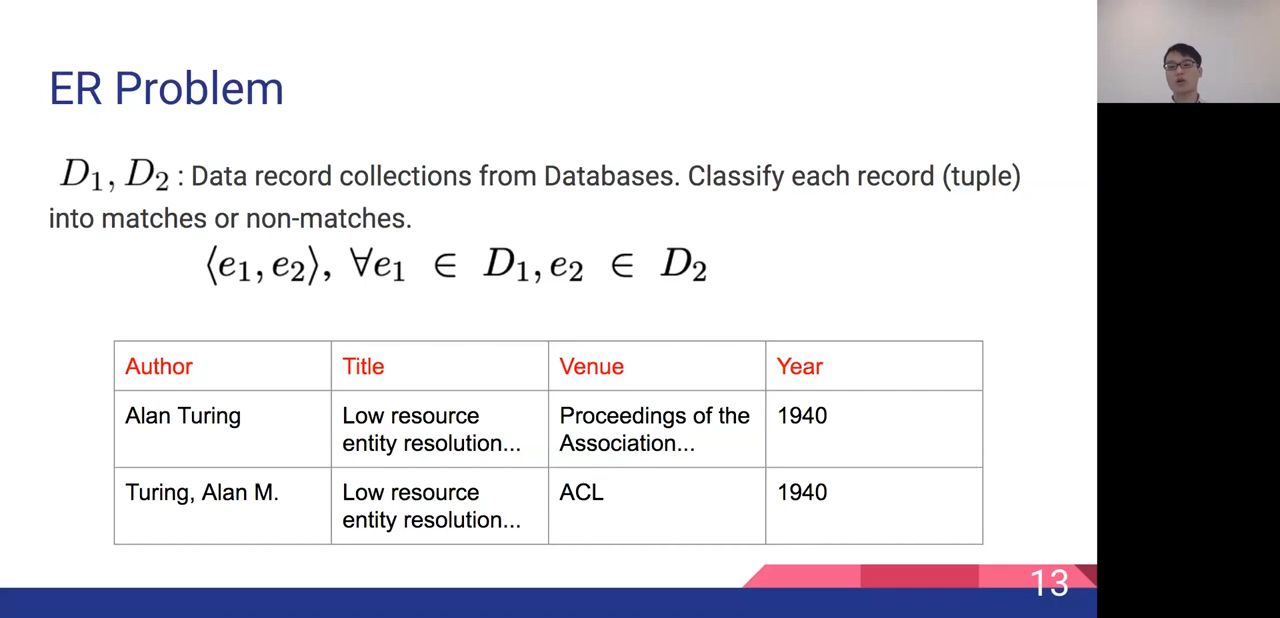 ER Problem
D₁, D₂ : Data record collections from Databases. Classify each record (tuple)
into matches or non-matches.
⟨e₁, e₂⟩, ∀e₁ ∈ D₁, e₂ ∈ D₂
Author Title Venue Year
Alan Turing Low resource entity resolution... Proceedings of the Association... 1940
Turing, Alan M. Low resource entity resolution... ACL 1940
13